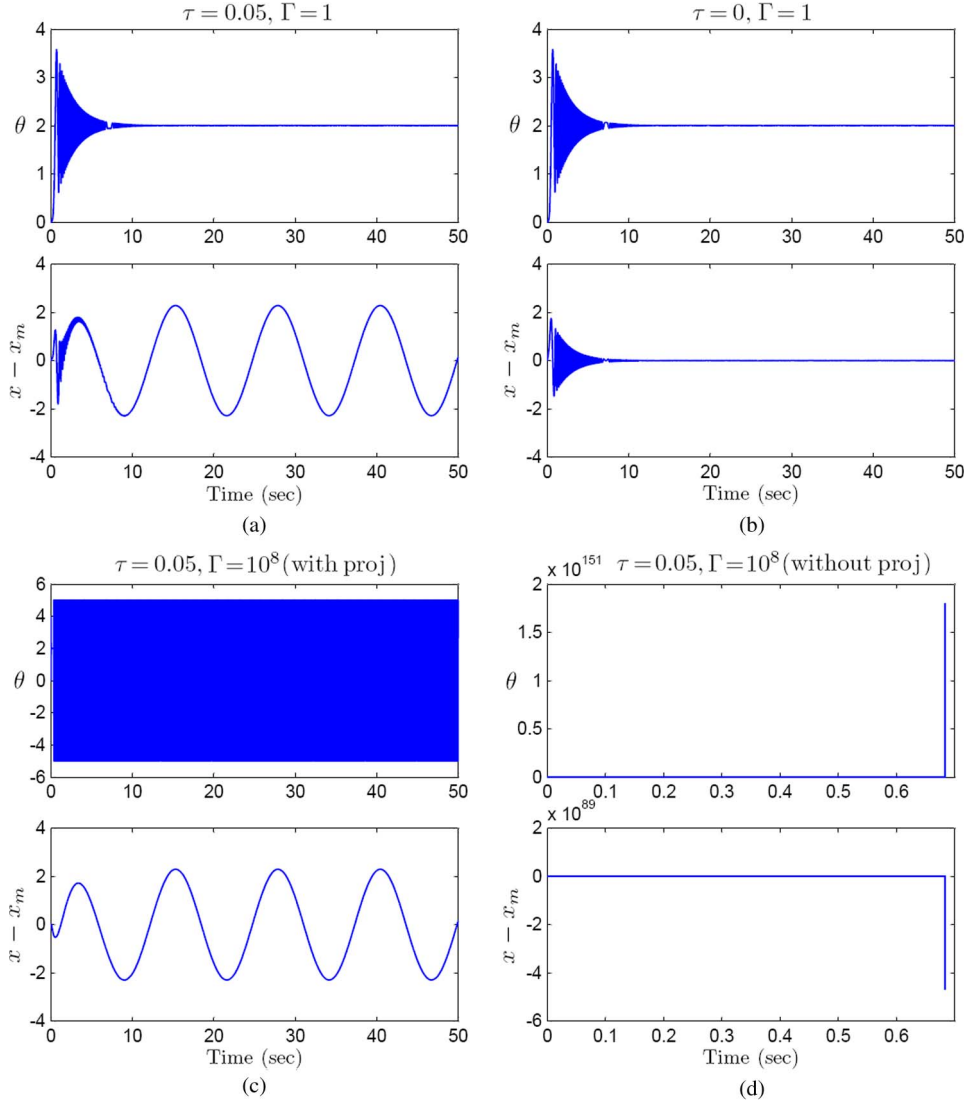 τ = 0.05, Γ = 1
4
3
θ 2
1
0
0 10 20 30 40 50
4
2
x − x_m 0
-2
-4
0 10 20 30 40 50
Time (sec)
(a)
τ = 0, Γ = 1
4
3
θ 2
1
0
0 10 20 30 40 50
4
2
x − x_m 0
-2
-4
0 10 20 30 40 50
Time (sec)
(b)
τ = 0.05, Γ = 10^8 (with proj)
6
4
2
θ 0
-2
-4
-6
0 10 20 30 40 50
4
2
x − x_m 0
-2
-4
0 10 20 30 40 50
Time (sec)
(c)
x 10^151 τ = 0.05, Γ = 10^8 (without proj)
2
1.5
θ 1
0.5
0
0 0.1 0.2 0.3 0.4 0.5 0.6
x 10^89
2
0
x − x_m -2
-4
-6
0 0.1 0.2 0.3 0.4 0.5 0.6
Time (sec)
(d)